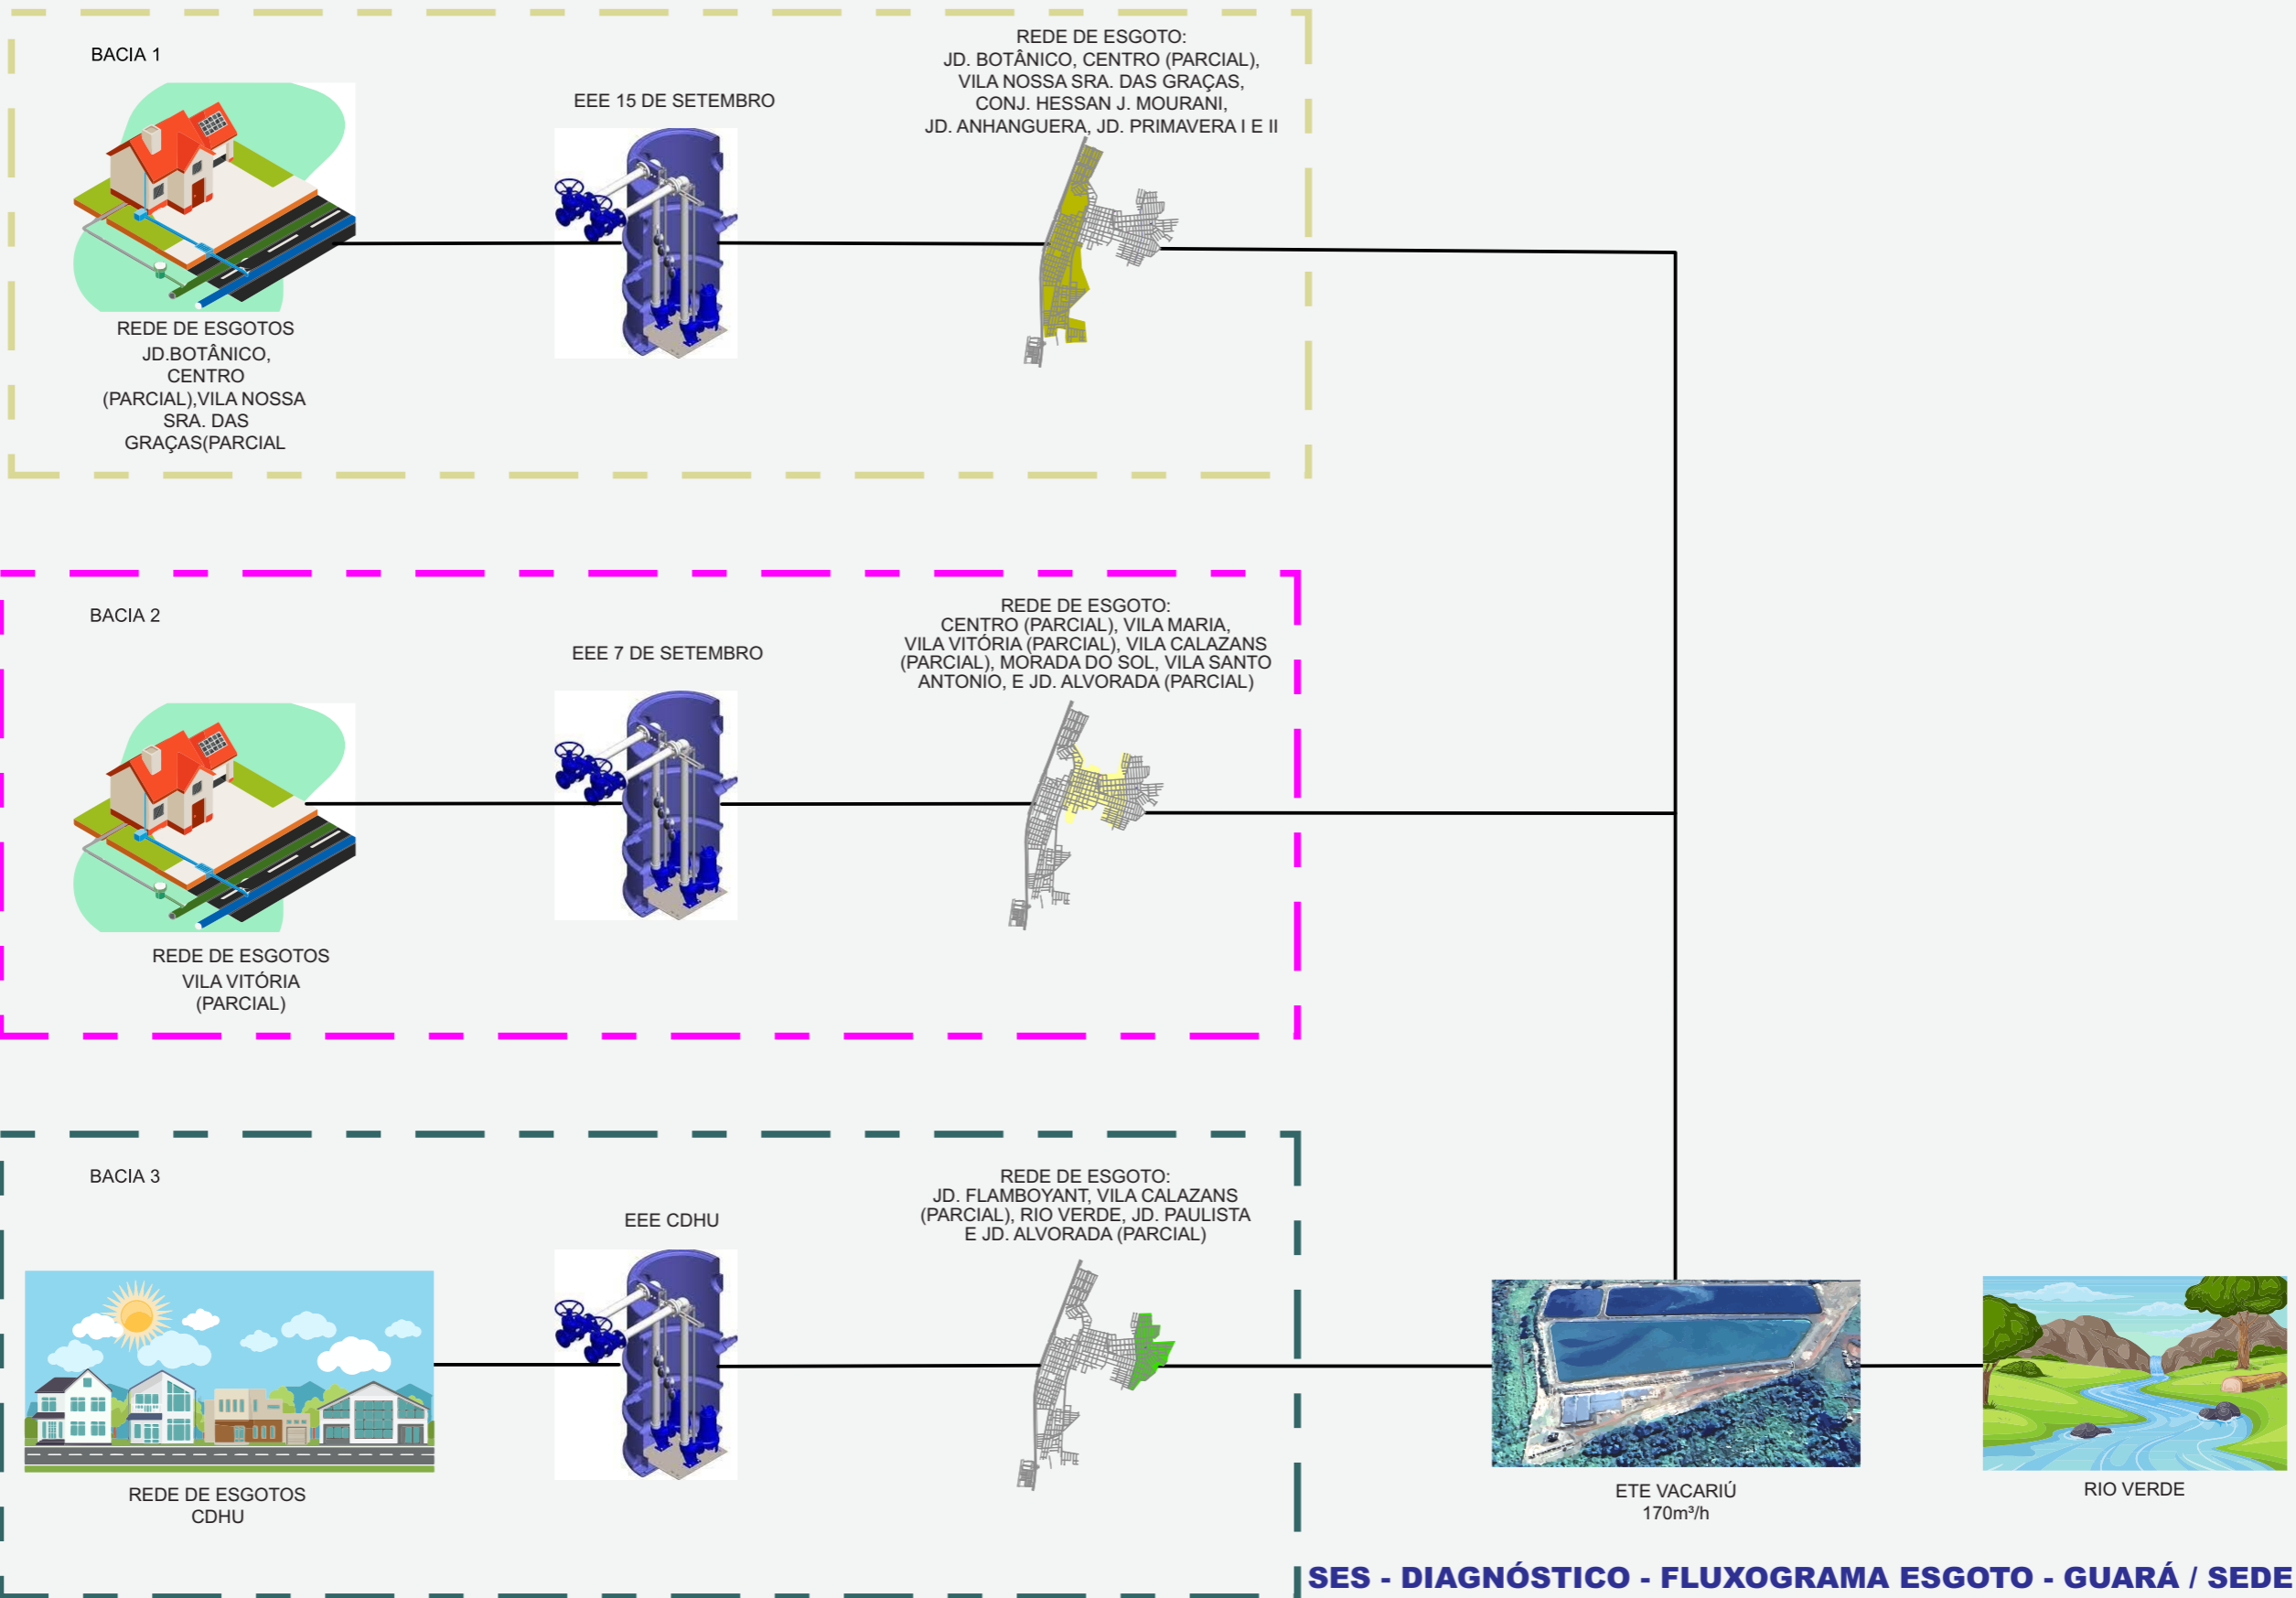 BACIA 1
REDE DE ESGOTOS
JD.BOTÂNICO,
CENTRO
(PARCIAL),VILA NOSSA
SRA. DAS
GRAÇAS(PARCIAL
EEE 15 DE SETEMBRO
REDE DE ESGOTO:
JD. BOTÂNICO, CENTRO (PARCIAL),
VILA NOSSA SRA. DAS GRAÇAS,
CONJ. HESSAN J. MOURANI,
JD. ANHANGUERA, JD. PRIMAVERA I E II
BACIA 2
REDE DE ESGOTOS
VILA VITÓRIA
(PARCIAL)
EEE 7 DE SETEMBRO
REDE DE ESGOTO:
CENTRO (PARCIAL), VILA MARIA,
VILA VITÓRIA (PARCIAL), VILA CALAZANS
(PARCIAL), MORADA DO SOL, VILA SANTO
ANTONIO, E JD. ALVORADA (PARCIAL)
BACIA 3
REDE DE ESGOTOS
CDHU
EEE CDHU
REDE DE ESGOTO:
JD. FLAMBOYANT, VILA CALAZANS
(PARCIAL), RIO VERDE, JD. PAULISTA
E JD. ALVORADA (PARCIAL)
ETE VACARIÚ
170m³/h
RIO VERDE
SES - DIAGNÓSTICO - FLUXOGRAMA ESGOTO - GUARÁ / SEDE